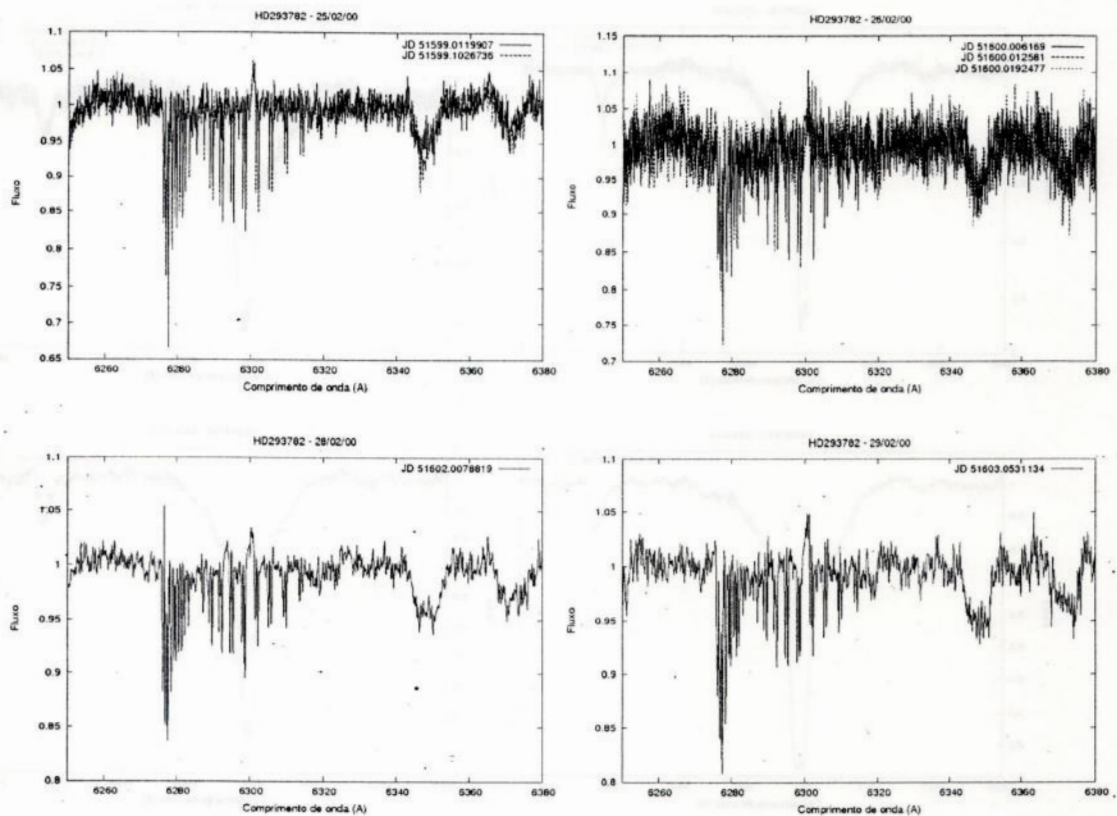 HD293782 - 25/02/00
JD 51599.0119907
JD 51599.1026736
Fluxo
1.1
1.05
1
0.95
0.9
0.85
0.8
0.75
0.7
0.65
6260 6280 6300 6320 6340 6360 6380
Comprimento de onda (A)
HD293782 - 26/02/00
JD 51600.006169
JD 51600.012581
JD 51600.0192477
Fluxo
1.15
1.1
1.05
1
0.95
0.9
0.85
0.8
0.75
0.7
6260 6280 6300 6320 6340 6360 6380
Comprimento de onda (A)
HD293782 - 28/02/00
JD 51602.0078819
Fluxo
1.1
1.05
1
0.95
0.9
0.85
0.8
6260 6280 6300 6320 6340 6360 6380
Comprimento de onda (A)
HD293782 - 29/02/00
JD 51603.0531134
Fluxo
1.1
1.05
1
0.95
0.9
0.85
0.8
6260 6280 6300 6320 6340 6360 6380
Comprimento de onda (A)